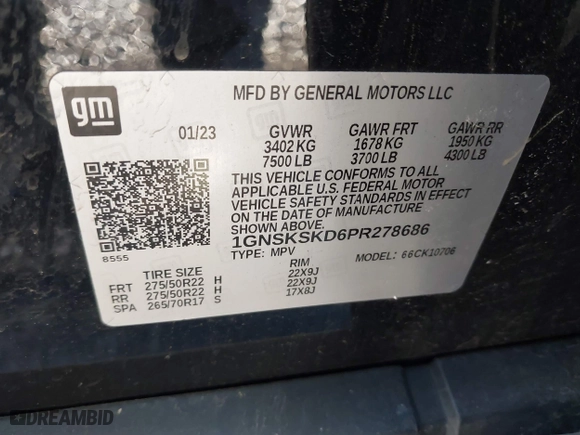 gm
MFD BY GENERAL MOTORS LLC
01/23 GVWR GAWR FRT GAWR RR
3402 KG 1678 KG 1950 KG
7500 LB 3700 LB 4300 LB
THIS VEHICLE CONFORMS TO ALL
APPLICABLE U.S. FEDERAL MOTOR
VEHICLE SAFETY STANDARDS IN EFFECT
ON THE DATE OF MANUFACTURE SHOWN ABOVE.
1GNSKSKD6PR278686
8555 TYPE: MPV MODEL: 66CK10706
TIRE SIZE RIM
FRT 275/50R22 H 22X9J
RR 275/50R22 H 22X9J
SPA 265/70R17 S 17X8J
DREAMBID